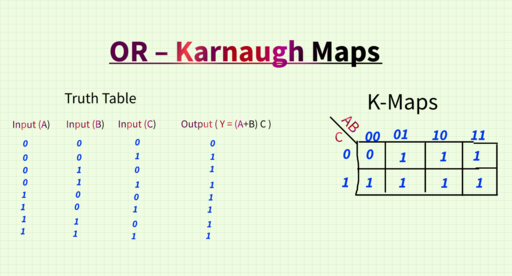 OR – Karnaugh Maps
Truth Table
Input (A) Input (B) Input (C) Output ( Y = (A+B) C )
0 0 0 0
0 0 1 1
0 1 0 1
0 1 1 1
1 0 0 1
1 0 1 1
1 1 0 1
1 1 1 1
K-Maps
AB
C
00 01 10 11
0 0 1 1 1
1 1 1 1 1